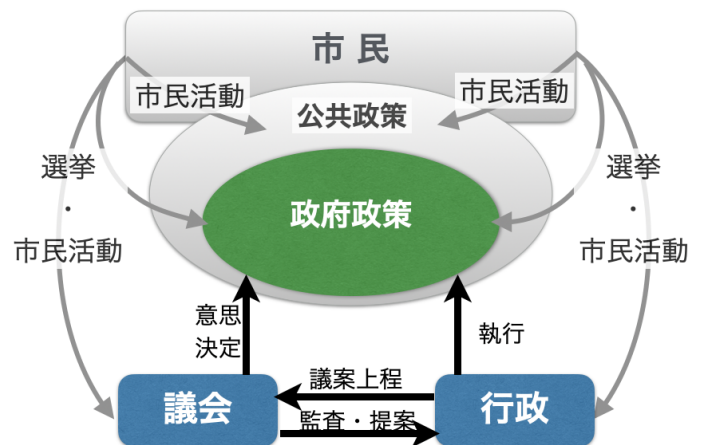 市 民
市民活動
市民活動
公共政策
選挙
・
市民活動
選挙
・
市民活動
政府政策
意思
決定
執行
議案上程
監査・提案
議会
行政